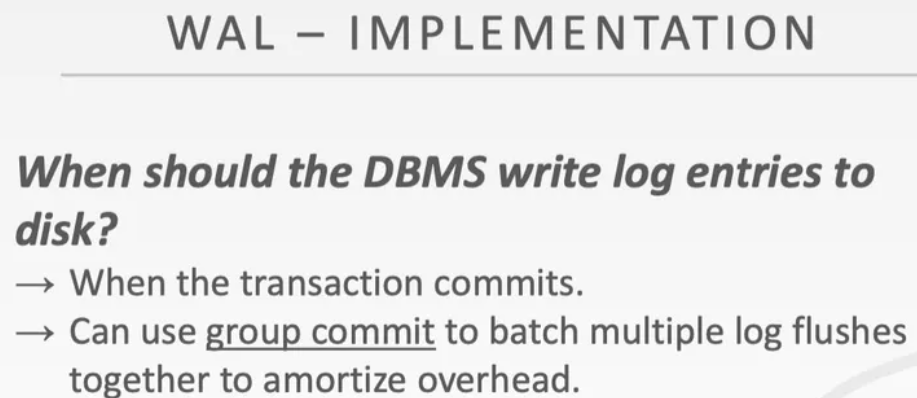 WAL – IMPLEMENTATION
When should the DBMS write log entries to
disk?
→ When the transaction commits.
→ Can use group commit to batch multiple log flushes
together to amortize overhead.